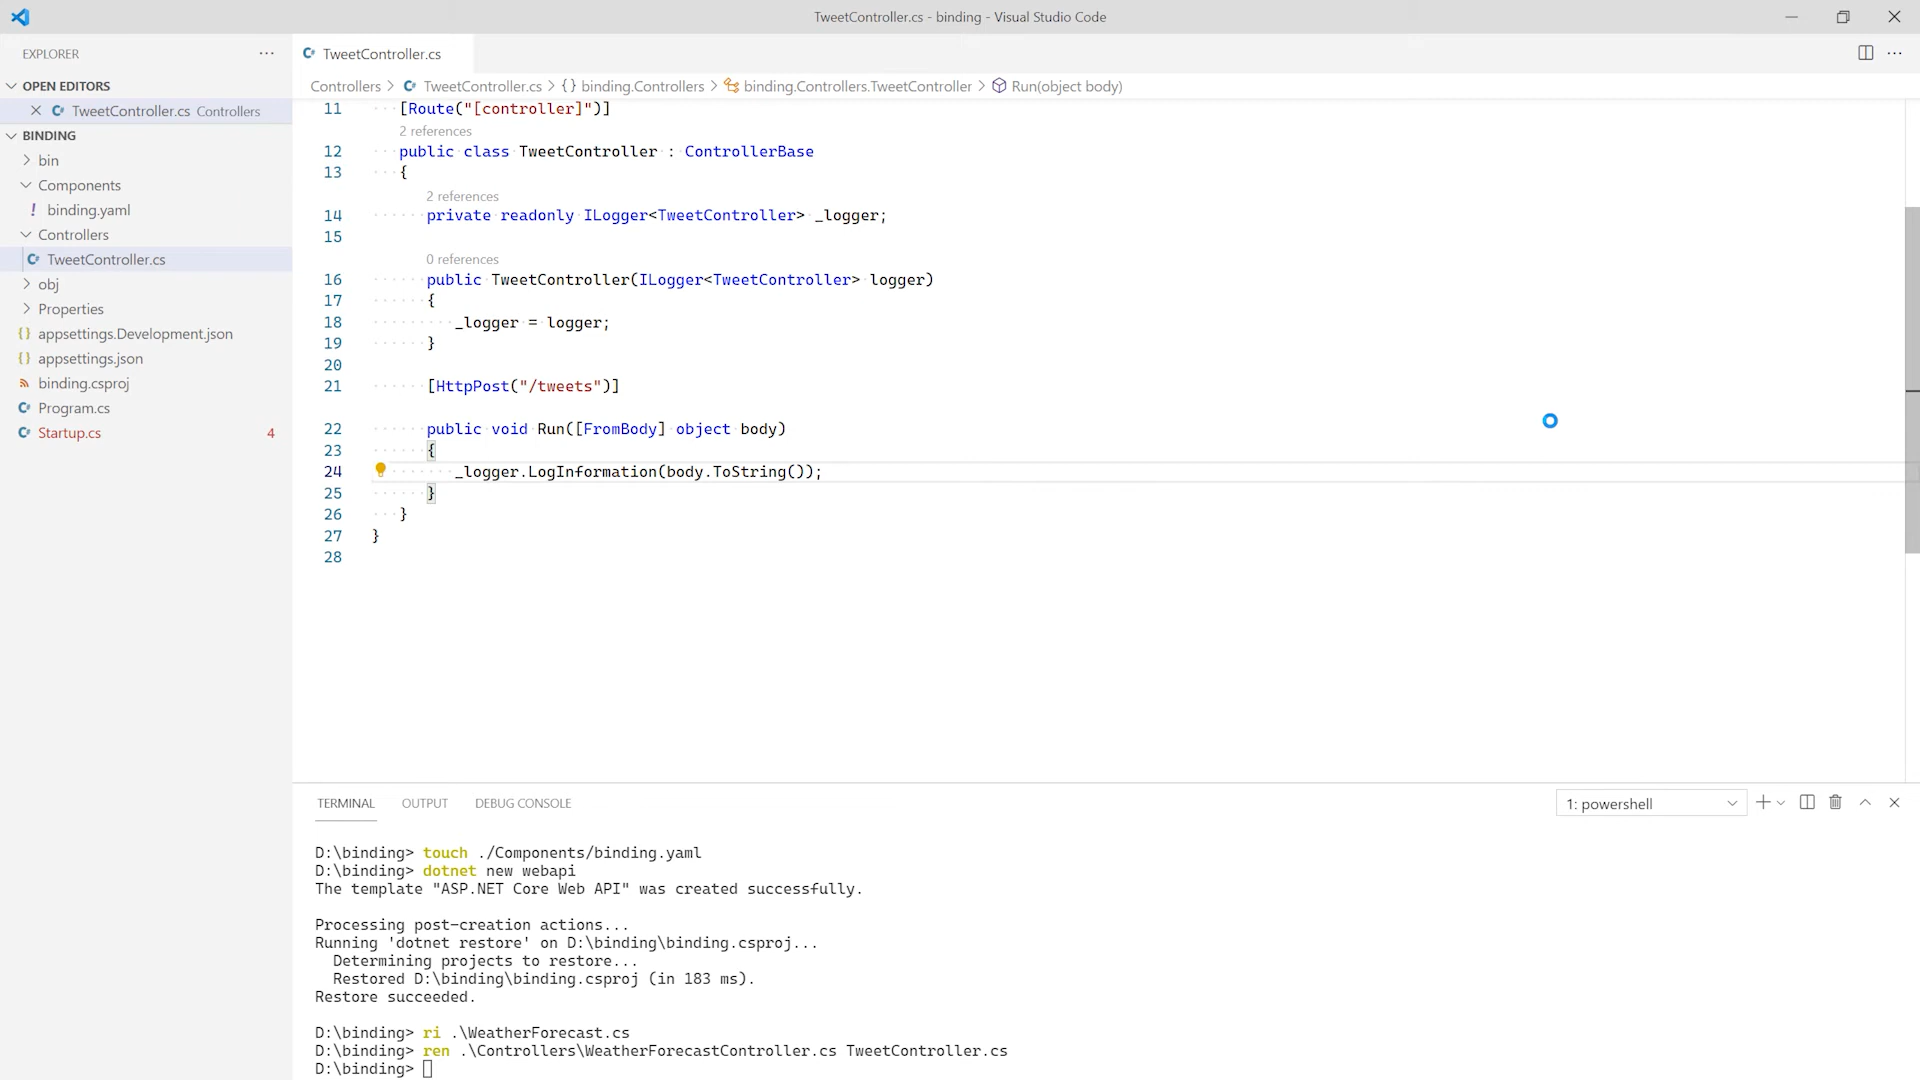 TweetController.cs - binding - Visual Studio Code
EXPLORER
OPEN EDITORS
TweetController.cs Controllers
BINDING
bin
Components
binding.yaml
Controllers
TweetController.cs
obj
Properties
appsettings.Development.json
appsettings.json
binding.csproj
Program.cs
Startup.cs 4
TweetController.cs
Controllers > TweetController.cs > {} binding.Controllers > binding.Controllers.TweetController > Run(object body)
11 [Route("[controller]")]
2 references
12 public class TweetController : ControllerBase
13 {
2 references
14 private readonly ILogger<TweetController> _logger;
15
0 references
16 public TweetController(ILogger<TweetController> logger)
17 {
18 _logger = logger;
19 }
20
21 [HttpPost("/tweets")]
22 public void Run([FromBody] object body)
23 {
24 _logger.LogInformation(body.ToString());
25 }
26 }
27 }
28
TERMINAL OUTPUT DEBUG CONSOLE
1: powershell
D:\binding> touch ./Components/binding.yaml
D:\binding> dotnet new webapi
The template "ASP.NET Core Web API" was created successfully.
Processing post-creation actions...
Running 'dotnet restore' on D:\binding\binding.csproj...
Determining projects to restore...
Restored D:\binding\binding.csproj (in 183 ms).
Restore succeeded.
D:\binding> ri .\WeatherForecast.cs
D:\binding> ren .\Controllers\WeatherForecastController.cs TweetController.cs
D:\binding>